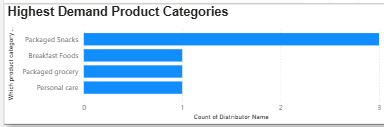 Highest Demand Product Categories
Which product category...
Packaged Snacks
Breakfast Foods
Packaged grocery
Personal care
0 1 2 3
Count of Distributor Name